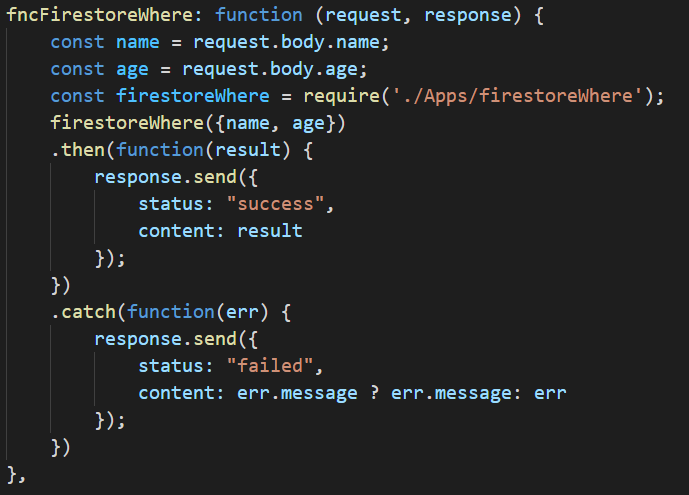 fncFirestoreWhere: function (request, response) {
    const name = request.body.name;
    const age = request.body.age;
    const firestoreWhere = require('./Apps/firestoreWhere');
    firestoreWhere({name, age})
    .then(function(result) {
        response.send({
            status: "success",
            content: result
        });
    })
    .catch(function(err) {
        response.send({
            status: "failed",
            content: err.message ? err.message: err
        });
    })
},